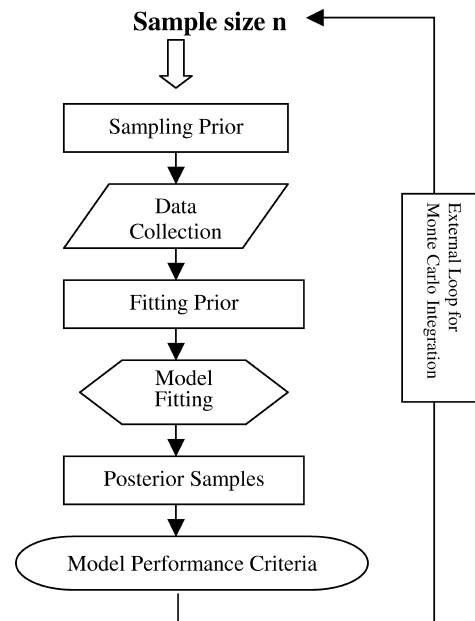 Sample size n
Sampling Prior
Data
Collection
Fitting Prior
Model
Fitting
Posterior Samples
Model Performance Criteria
External Loop for
Monte Carlo Integration